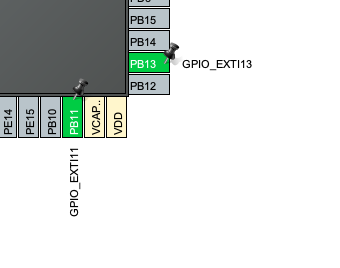 PB15
PB14
PB13
GPIO_EXTI13
PB12
PE14
PE15
PB10
PB11
VCAP..
VDD
GPIO_EXTI11